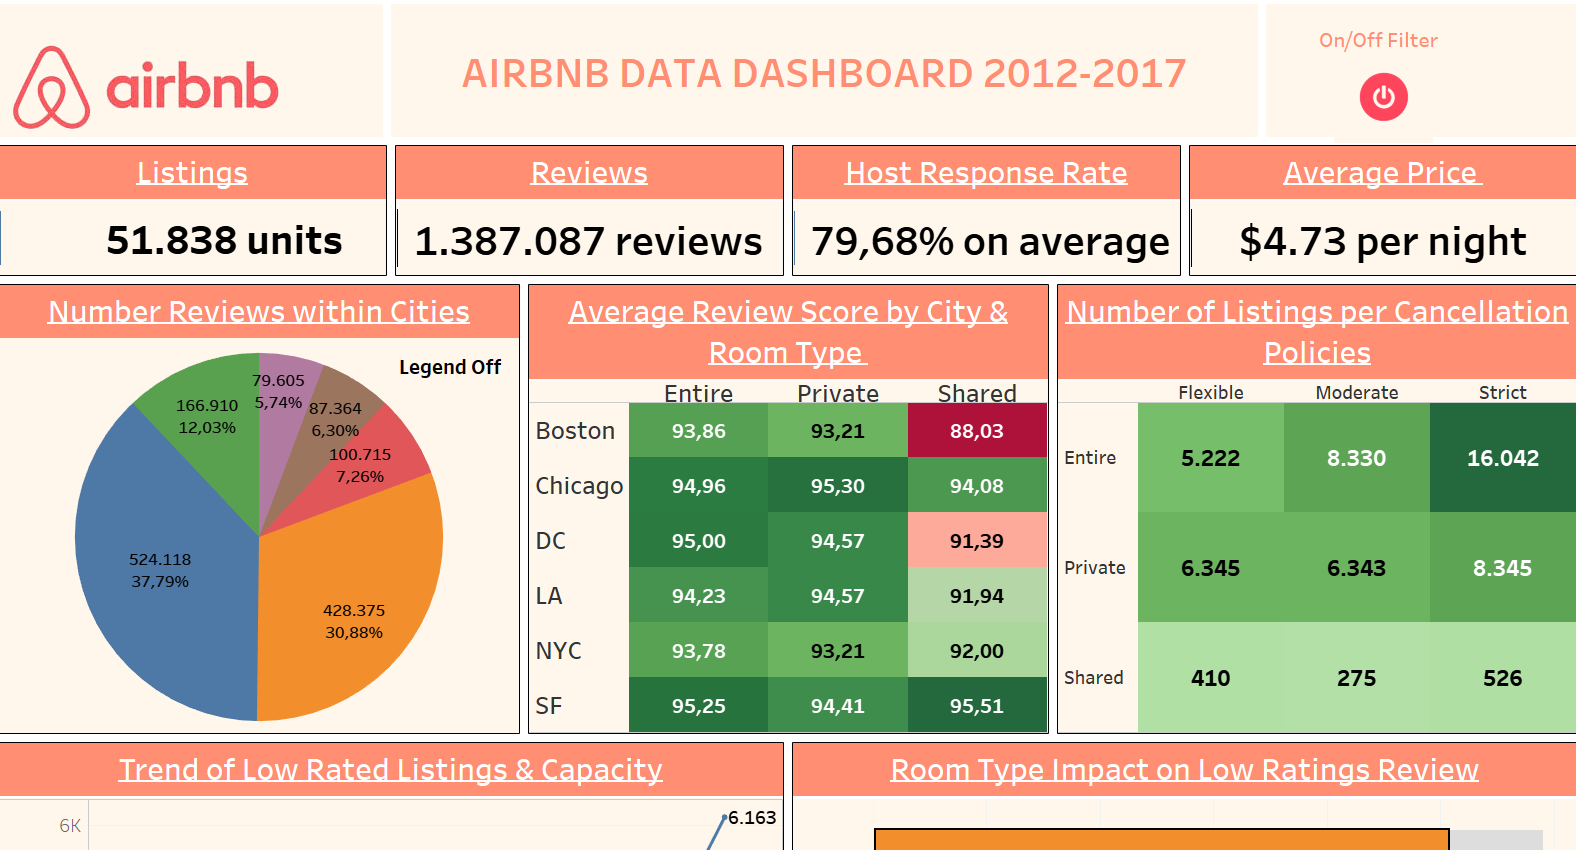 airbnb
AIRBNB DATA DASHBOARD 2012-2017
On/Off Filter
Listings
51.838 units
Reviews
1.387.087 reviews
Host Response Rate
79,68% on average
Average Price
$4.73 per night
Number Reviews within Cities
Legend Off
79.605
5,74%
87.364
6,30%
100.715
7,26%
166.910
12,03%
524.118
37,79%
428.375
30,88%
Average Review Score by City &
Room Type
Entire Private Shared
Boston 93,86 93,21 88,03
Chicago 94,96 95,30 94,08
DC 95,00 94,57 91,39
LA 94,23 94,57 91,94
NYC 93,78 93,21 92,00
SF 95,25 94,41 95,51
Number of Listings per Cancellation
Policies
Flexible Moderate Strict
Entire 5.222 8.330 16.042
Private 6.345 6.343 8.345
Shared 410 275 526
Trend of Low Rated Listings & Capacity
6K
6.163
Room Type Impact on Low Ratings Review